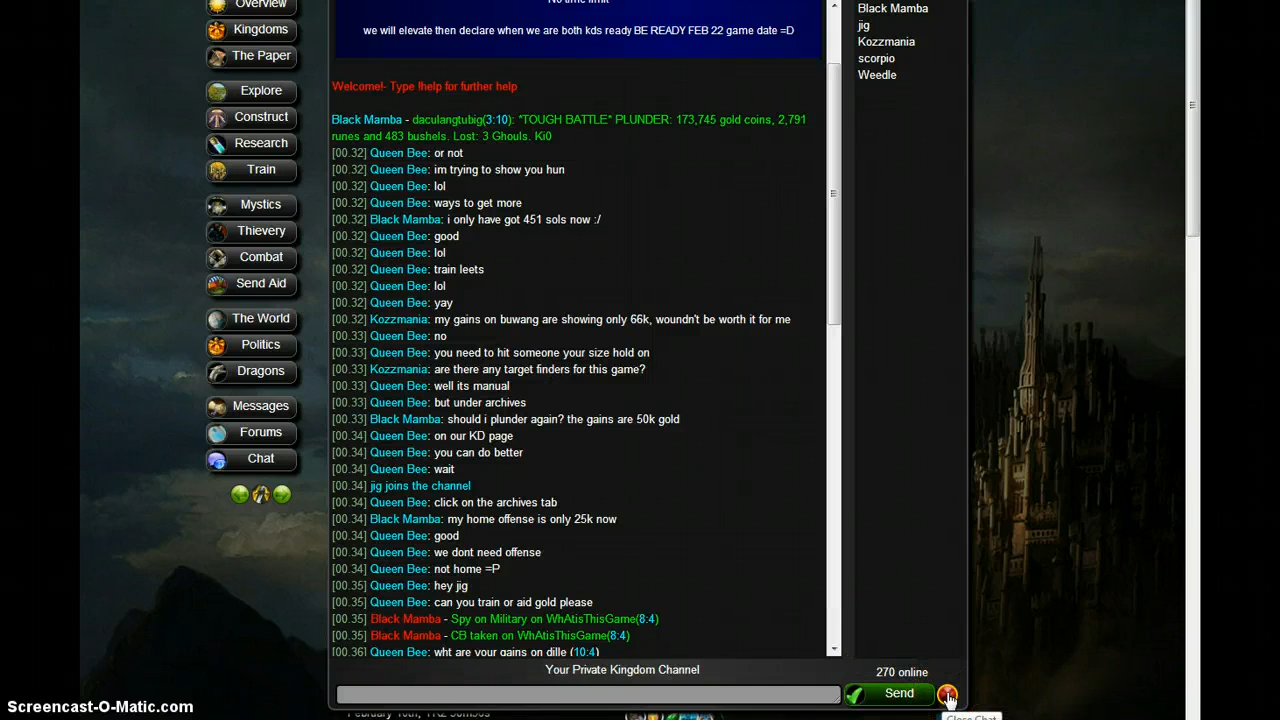 Overview
Kingdoms
The Paper
Explore
Construct
Research
Train
Mystics
Thievery
Combat
Send Aid
The World
Politics
Dragons
Messages
Forums
Chat
No time limit
we will elevate then declare when we are both kds ready BE READY FEB 22 game date =D
Welcome!- Type !help for further help
Black Mamba - daculangtubig(3:10): *TOUGH BATTLE* PLUNDER: 173,745 gold coins, 2,791
runes and 483 bushels. Lost: 3 Ghouls. Ki0
[00.32] Queen Bee: or not
[00.32] Queen Bee: im trying to show you hun
[00.32] Queen Bee: lol
[00.32] Queen Bee: ways to get more
[00.32] Black Mamba: i only have got 451 sols now :/
[00.32] Queen Bee: good
[00.32] Queen Bee: lol
[00.32] Queen Bee: train leets
[00.32] Queen Bee: lol
[00.32] Queen Bee: yay
[00.32] Kozzmania: my gains on buwang are showing only 66k, woundn't be worth it for me
[00.33] Queen Bee: no
[00.33] Queen Bee: you need to hit someone your size hold on
[00.33] Kozzmania: are there any target finders for this game?
[00.33] Queen Bee: well its manual
[00.33] Queen Bee: but under archives
[00.33] Black Mamba: should i plunder again? the gains are 50k gold
[00.34] Queen Bee: on our KD page
[00.34] Queen Bee: you can do better
[00.34] Queen Bee: wait
[00.34] jig joins the channel
[00.34] Queen Bee: click on the archives tab
[00.34] Black Mamba: my home offense is only 25k now
[00.34] Queen Bee: good
[00.34] Queen Bee: we dont need offense
[00.34] Queen Bee: not home =P
[00.35] Queen Bee: hey jig
[00.35] Queen Bee: can you train or aid gold please
[00.35] Black Mamba - Spy on Military on WhAtisThisGame(8:4)
[00.35] Black Mamba - CB taken on WhAtisThisGame(8:4)
[00.36] Queen Bee: wht are your gains on dille (10:4)
Black Mamba
jig
Kozzmania
scorpio
Weedle
Your Private Kingdom Channel
270 online
Send
Close Chat
Screencast-O-Matic.com